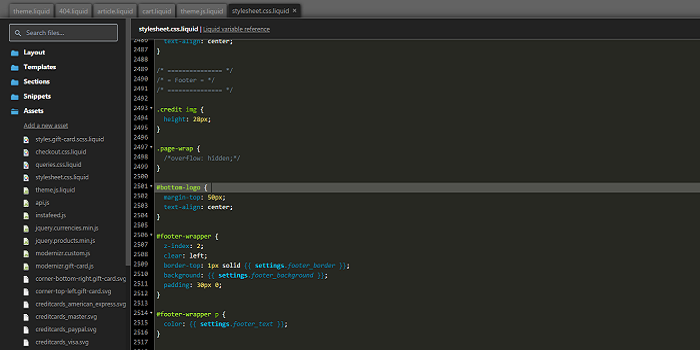 theme.liquid 404.liquid article.liquid cart.liquid theme.js.liquid stylesheet.css.liquid ×
Search files...
Layout
Templates
Sections
Snippets
Assets
Add a new asset
styles.gift-card.scss.liquid
checkout.css.liquid
queries.css.liquid
stylesheet.css.liquid
theme.js.liquid
api.js
instafeed.js
jquery.currencies.min.js
jquery.products.min.js
modernizr.custom.js
modernizr.gift-card.js
corner-bottom-right.gift-card.svg
corner-top-left.gift-card.svg
creditcards_american_express.svg
creditcards_master.svg
creditcards_paypal.svg
creditcards_visa.svg
stylesheet.css.liquid | Liquid variable reference
2486 text-align: center;
2487 }
2488
2489 /* =============== */
2490 /* = Footer = */
2491 /* =============== */
2492
2493 .credit img {
2494 height: 28px;
2495 }
2496
2497 .page-wrap {
2498 /*overflow: hidden;*/
2499 }
2500
2501 #bottom-logo {
2502 margin-top: 50px;
2503 text-align: center;
2504 }
2505
2506 #footer-wrapper {
2507 z-index: 2;
2508 clear: left;
2509 border-top: 1px solid {{ settings.footer_border }};
2510 background: {{ settings.footer_background }};
2511 padding: 30px 0;
2512 }
2513
2514 #footer-wrapper p {
2515 color: {{ settings.footer_text }};
2516 }
2517